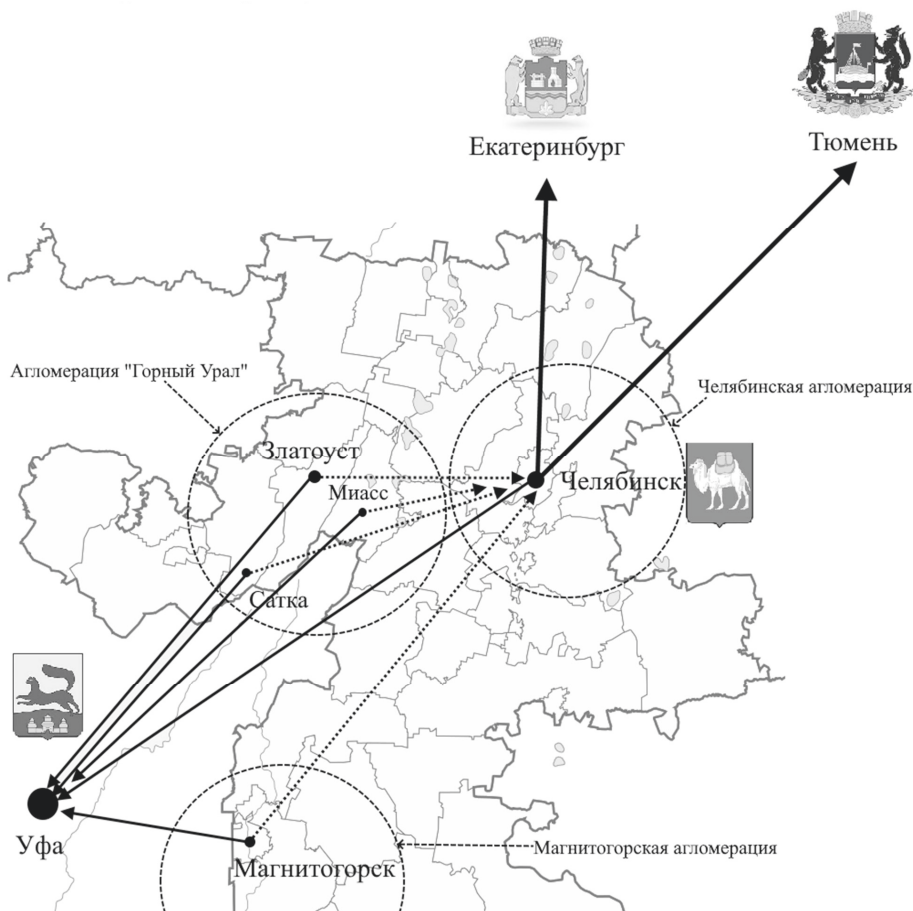 Екатеринбург
Тюмень
Агломерация "Горный Урал"
Челябинская агломерация
Златоуст
Челябинск
Миасс
Сатка
Уфа
Магнитогорская агломерация
Магнитогорск